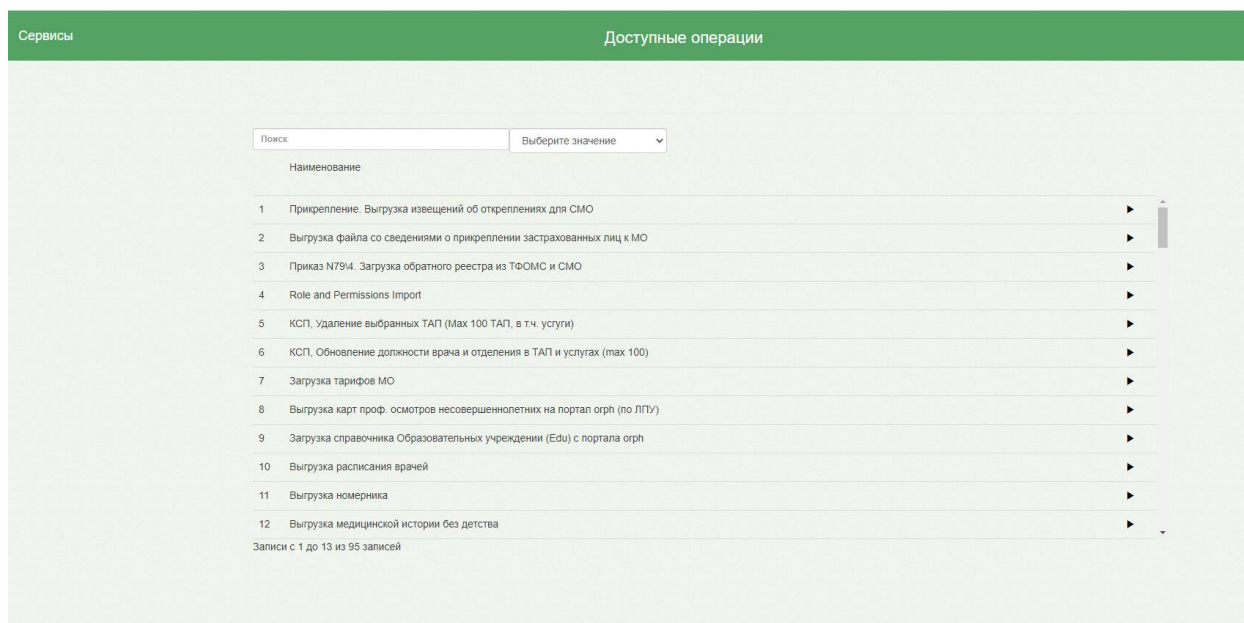 Сервисы
Доступные операции
Поиск
Выберите значение
Наименование
1 Прикрепление. Выгрузка извещений об откреплениях для СМО
2 Выгрузка файла со сведениями о прикреплении застрахованных лиц к МО
3 Приказ N79\4. Загрузка обратного реестра из ТФОМС и СМО
4 Role and Permissions Import
5 КСП, Удаление выбранных ТАП (Max 100 ТАП, в т.ч. усгуги)
6 КСП, Обновление должности врача и отделения в ТАП и услугах (max 100)
7 Загрузка тарифов МО
8 Выгрузка карт проф. осмотров несовершеннолетних на портал orph (по ЛПУ)
9 Загрузка справочника Образовательных учреждении (Edu) с портала orph
10 Выгрузка расписания врачей
11 Выгрузка номерника
12 Выгрузка медицинской истории без детства
Записи с 1 до 13 из 95 записей